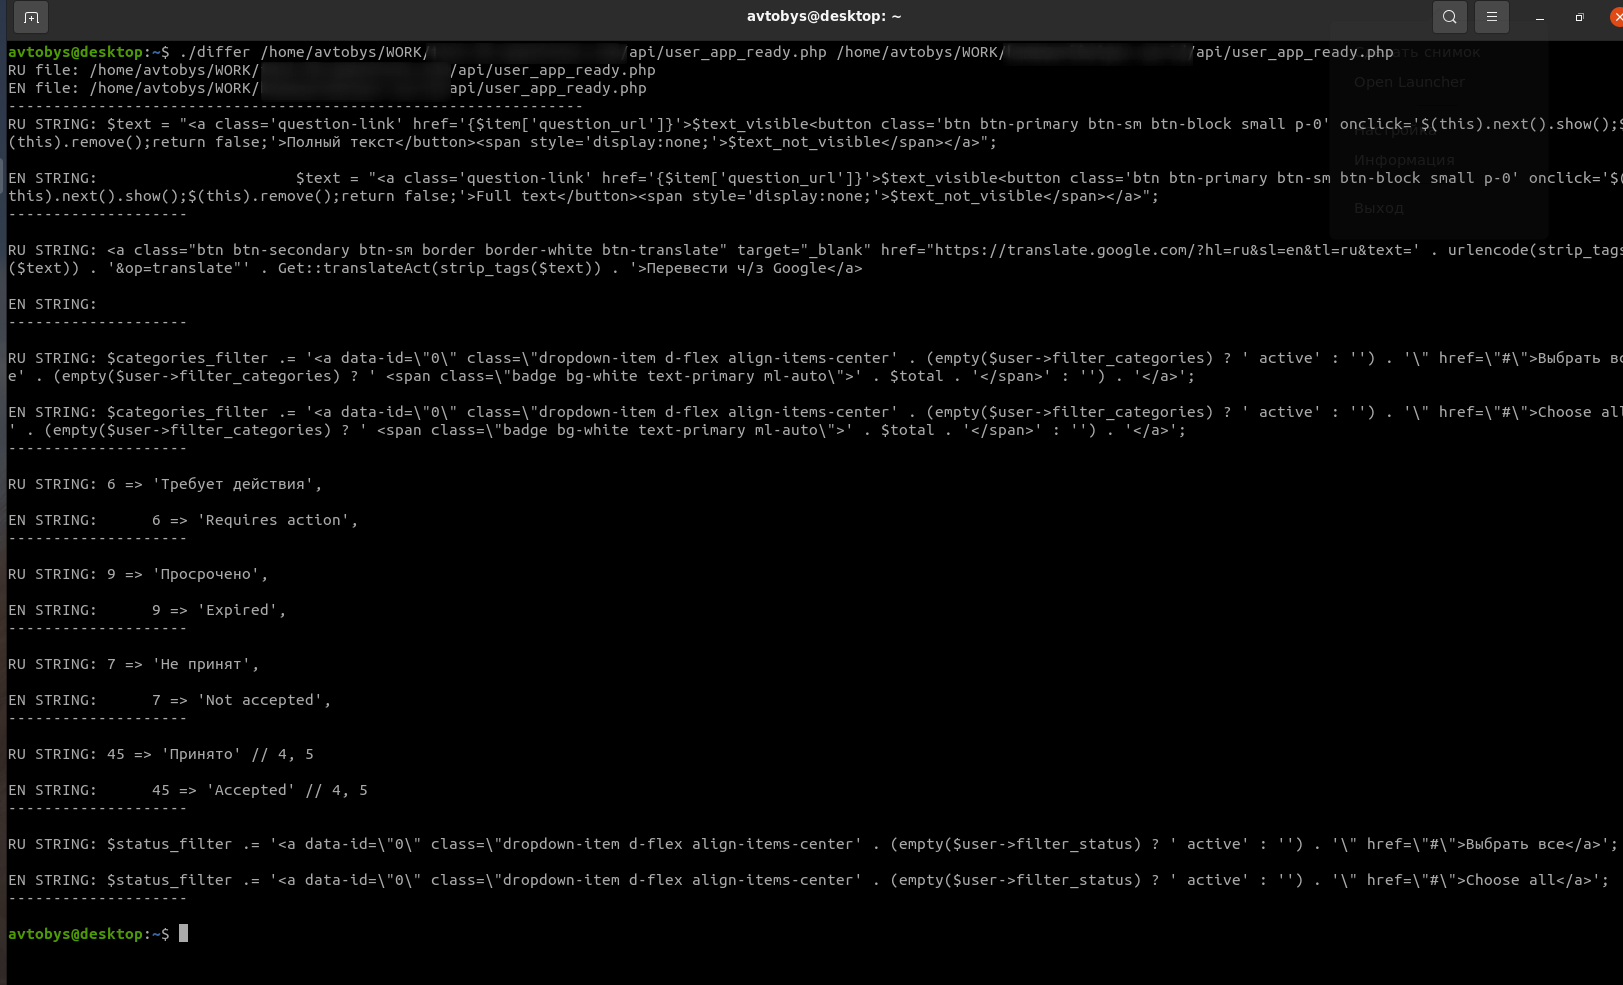 avtobys@desktop: ~
avtobys@desktop:~$ ./differ /home/avtobys/WORK/ /api/user_app_ready.php /home/avtobys/WORK/ /api/user_app_ready.php
RU file: /home/avtobys/WORK/ /api/user_app_ready.php
EN file: /home/avtobys/WORK/ api/user_app_ready.php
----------------------------------------------------------------
RU STRING: $text = "<a class='question-link' href='{$item['question_url']}'>$text_visible<button class='btn btn-primary btn-sm btn-block small p-0' onclick='$(this).next().show();$
(this).remove();return false;'>Полный текст</button><span style='display:none;'>$text_not_visible</span></a>";
EN STRING:                      $text = "<a class='question-link' href='{$item['question_url']}'>$text_visible<button class='btn btn-primary btn-sm btn-block small p-0' onclick='$(
this).next().show();$(this).remove();return false;'>Full text</button><span style='display:none;'>$text_not_visible</span></a>";
--------------------
RU STRING: <a class="btn btn-secondary btn-sm border border-white btn-translate" target="_blank" href="https://translate.google.com/?hl=ru&sl=en&tl=ru&text=' . urlencode(strip_tags
($text)) . '&op=translate"' . Get::translateAct(strip_tags($text)) . '>Перевести ч/з Google</a>
EN STRING:
--------------------
RU STRING: $categories_filter .= '<a data-id=\"0\" class=\"dropdown-item d-flex align-items-center' . (empty($user->filter_categories) ? ' active' : '') . '\" href=\"#\">Выбрать вс
е' . (empty($user->filter_categories) ? ' <span class=\"badge bg-white text-primary ml-auto\">' . $total . '</span>' : '') . '</a>';
EN STRING: $categories_filter .= '<a data-id=\"0\" class=\"dropdown-item d-flex align-items-center' . (empty($user->filter_categories) ? ' active' : '') . '\" href=\"#\">Choose all
' . (empty($user->filter_categories) ? ' <span class=\"badge bg-white text-primary ml-auto\">' . $total . '</span>' : '') . '</a>';
--------------------
RU STRING: 6 => 'Требует действия',
EN STRING:      6 => 'Requires action',
--------------------
RU STRING: 9 => 'Просрочено',
EN STRING:      9 => 'Expired',
--------------------
RU STRING: 7 => 'Не принят',
EN STRING:      7 => 'Not accepted',
--------------------
RU STRING: 45 => 'Принято' // 4, 5
EN STRING:      45 => 'Accepted' // 4, 5
--------------------
RU STRING: $status_filter .= '<a data-id=\"0\" class=\"dropdown-item d-flex align-items-center' . (empty($user->filter_status) ? ' active' : '') . '\" href=\"#\">Выбрать все</a>';
EN STRING: $status_filter .= '<a data-id=\"0\" class=\"dropdown-item d-flex align-items-center' . (empty($user->filter_status) ? ' active' : '') . '\" href=\"#\">Choose all</a>';
--------------------
avtobys@desktop:~$
снимок
Open Launcher
Информация
Выход